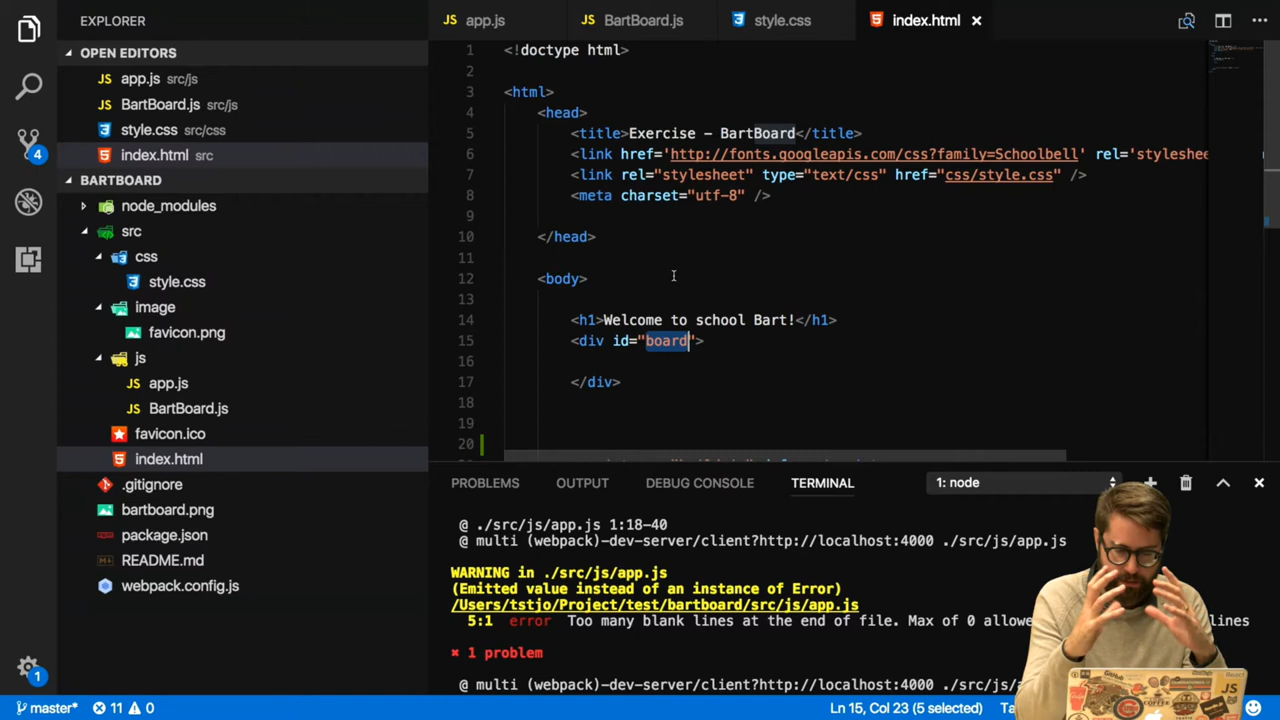 EXPLORER
OPEN EDITORS
app.js src/js
BartBoard.js src/js
style.css src/css
index.html src
BARTBOARD
node_modules
src
css
style.css
image
favicon.png
js
app.js
BartBoard.js
favicon.ico
index.html
.gitignore
bartboard.png
package.json
README.md
webpack.config.js
4
1
app.js
BartBoard.js
style.css
index.html
1 <!doctype html>
2
3 <html>
4 <head>
5 <title>Exercise - BartBoard</title>
6 <link href='http://fonts.googleapis.com/css?family=Schoolbell' rel='styleshee
7 <link rel="stylesheet" type="text/css" href="css/style.css" />
8 <meta charset="utf-8" />
9
10 </head>
11
12 <body>
13
14 <h1>Welcome to school Bart!</h1>
15 <div id="board">
16
17 </div>
18
19
20
PROBLEMS OUTPUT DEBUG CONSOLE TERMINAL 1: node
@ ./src/js/app.js 1:18-40
@ multi (webpack)-dev-server/client?http://localhost:4000 ./src/js/app.js
WARNING in ./src/js/app.js
(Emitted value instead of an instance of Error)
/Users/tstjo/Project/test/bartboard/src/js/app.js
5:1 error Too many blank lines at the end of file. Max of 0 allowe lines
✖ 1 problem
@ multi (webpack)-dev-server/client?http://localhost:4000
master* 11 0 Ln 15, Col 23 (5 selected)